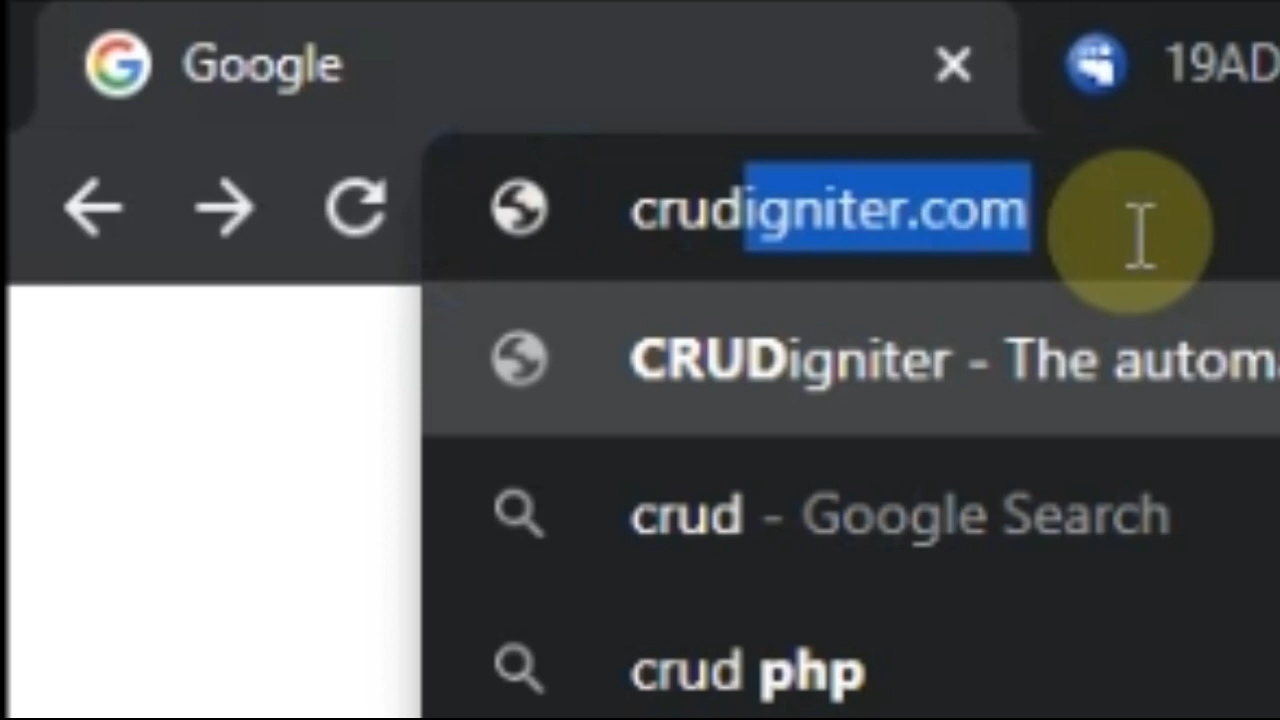 Google
19AD
crudigniter.com
CRUDigniter - The autom
crud - Google Search
crud php